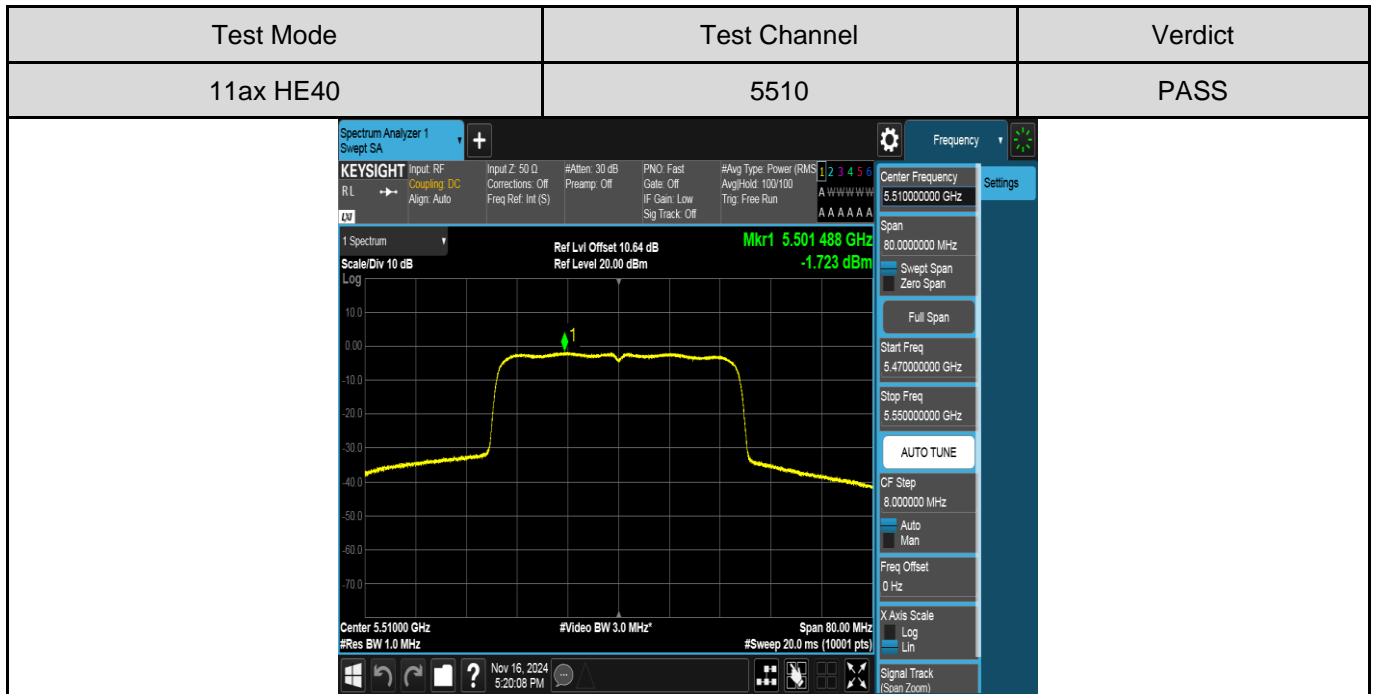 Test Mode Test Channel Verdict
11ax HE40 5510 PASS
Spectrum Analyzer 1
Swept SA
+
Frequency
KEYSIGHT Input: RF Input Z: 50 Ω #Atten: 30 dB PNO: Fast #Avg Type: Power (RMS 1 2 3 4 5 6
R L Coupling: DC Corrections: Off Preamp: Off Gate: Off Avg|Hold: 100/100 A W W W W W
Align: Auto Freq Ref: Int (S) IF Gain: Low Trig: Free Run
LXI Sig Track: Off A A A A A A
1 Spectrum
Scale/Div 10 dB
Ref Lvl Offset 10.64 dB
Ref Level 20.00 dBm
Mkr1 5.501 488 GHz
-1.723 dBm
Log
10.0
0.00
-10.0
-20.0
-30.0
-40.0
-50.0
-60.0
-70.0
1
Center 5.51000 GHz #Video BW 3.0 MHz* Span 80.00 MHz
#Res BW 1.0 MHz #Sweep 20.0 ms (10001 pts)
? Nov 16, 2024
5:20:08 PM
Center Frequency
5.510000000 GHz
Settings
Span
80.0000000 MHz
Swept Span
Zero Span
Full Span
Start Freq
5.470000000 GHz
Stop Freq
5.550000000 GHz
AUTO TUNE
CF Step
8.000000 MHz
Auto
Man
Freq Offset
0 Hz
X Axis Scale
Log
Lin
Signal Track
(Span Zoom)